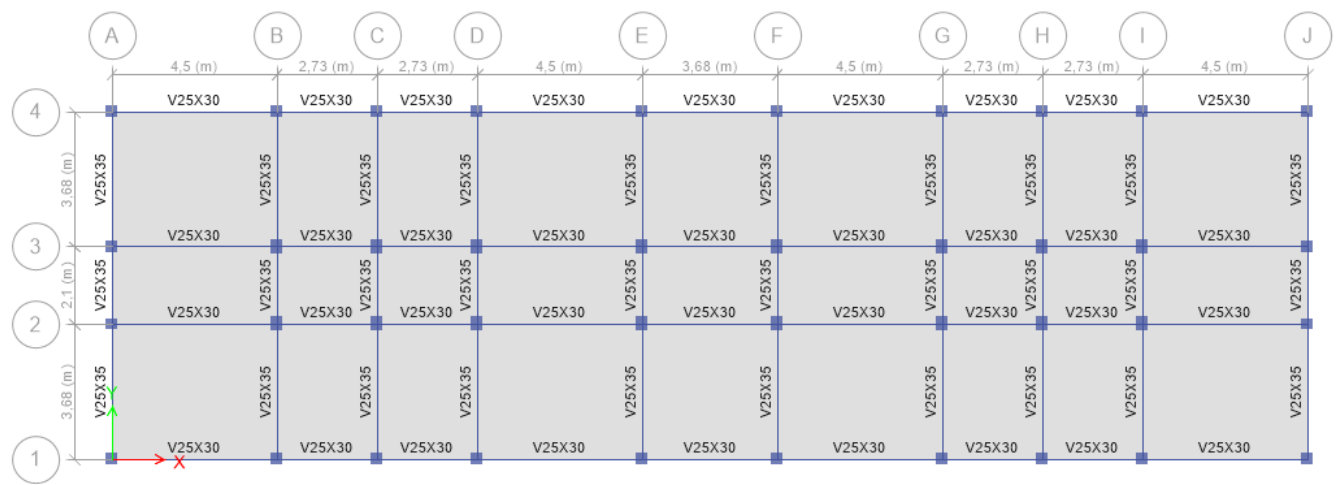 A B C D E F G H I J
4,5 (m) 2,73 (m) 2,73 (m) 4,5 (m) 3,68 (m) 4,5 (m) 2,73 (m) 2,73 (m) 4,5 (m)
V25X30 V25X30 V25X30 V25X30 V25X30 V25X30 V25X30 V25X30 V25X30
4
3,68 (m) V25X35 V25X35 V25X35 V25X35 V25X35 V25X35 V25X35 V25X35 V25X35 V25X35
V25X30 V25X30 V25X30 V25X30 V25X30 V25X30 V25X30 V25X30 V25X30
3
2,1 (m) V25X35 V25X35 V25X35 V25X35 V25X35 V25X35 V25X35 V25X35 V25X35 V25X35
V25X30 V25X30 V25X30 V25X30 V25X30 V25X30 V25X30 V25X30 V25X30
2
3,68 (m) V25X35 V25X35 V25X35 V25X35 V25X35 V25X35 V25X35 V25X35 V25X35 V25X35
Y
V25X30 V25X30 V25X30 V25X30 V25X30 V25X30 V25X30 V25X30 V25X30
1 X